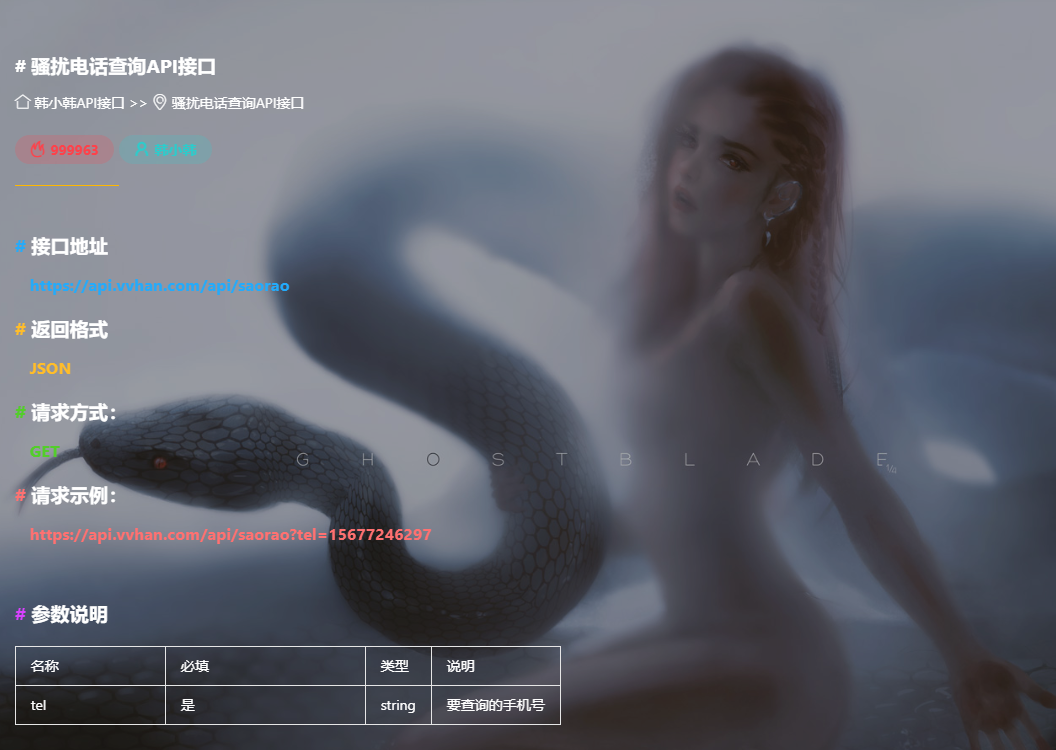 # 骚扰电话查询API接口
韩小韩API接口 >> 骚扰电话查询API接口
999963 韩小韩
# 接口地址
https://api.vvhan.com/api/saorao
# 返回格式
JSON
# 请求方式：
GET
GHOSTBLADE
# 请求示例：
https://api.vvhan.com/api/saorao?tel=15677246297
# 参数说明
名称 必填 类型 说明
tel 是 string 要查询的手机号